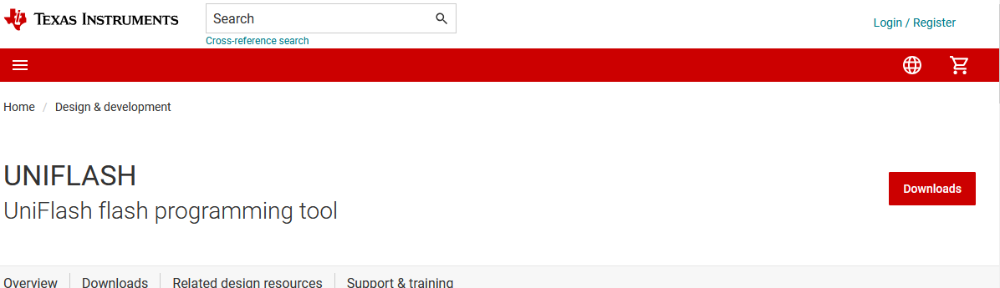 TEXAS INSTRUMENTS
Search
Cross-reference search
Login / Register
Home / Design & development
UNIFLASH
UniFlash flash programming tool
Downloads
Overview
Downloads
Related design resources
Support & training